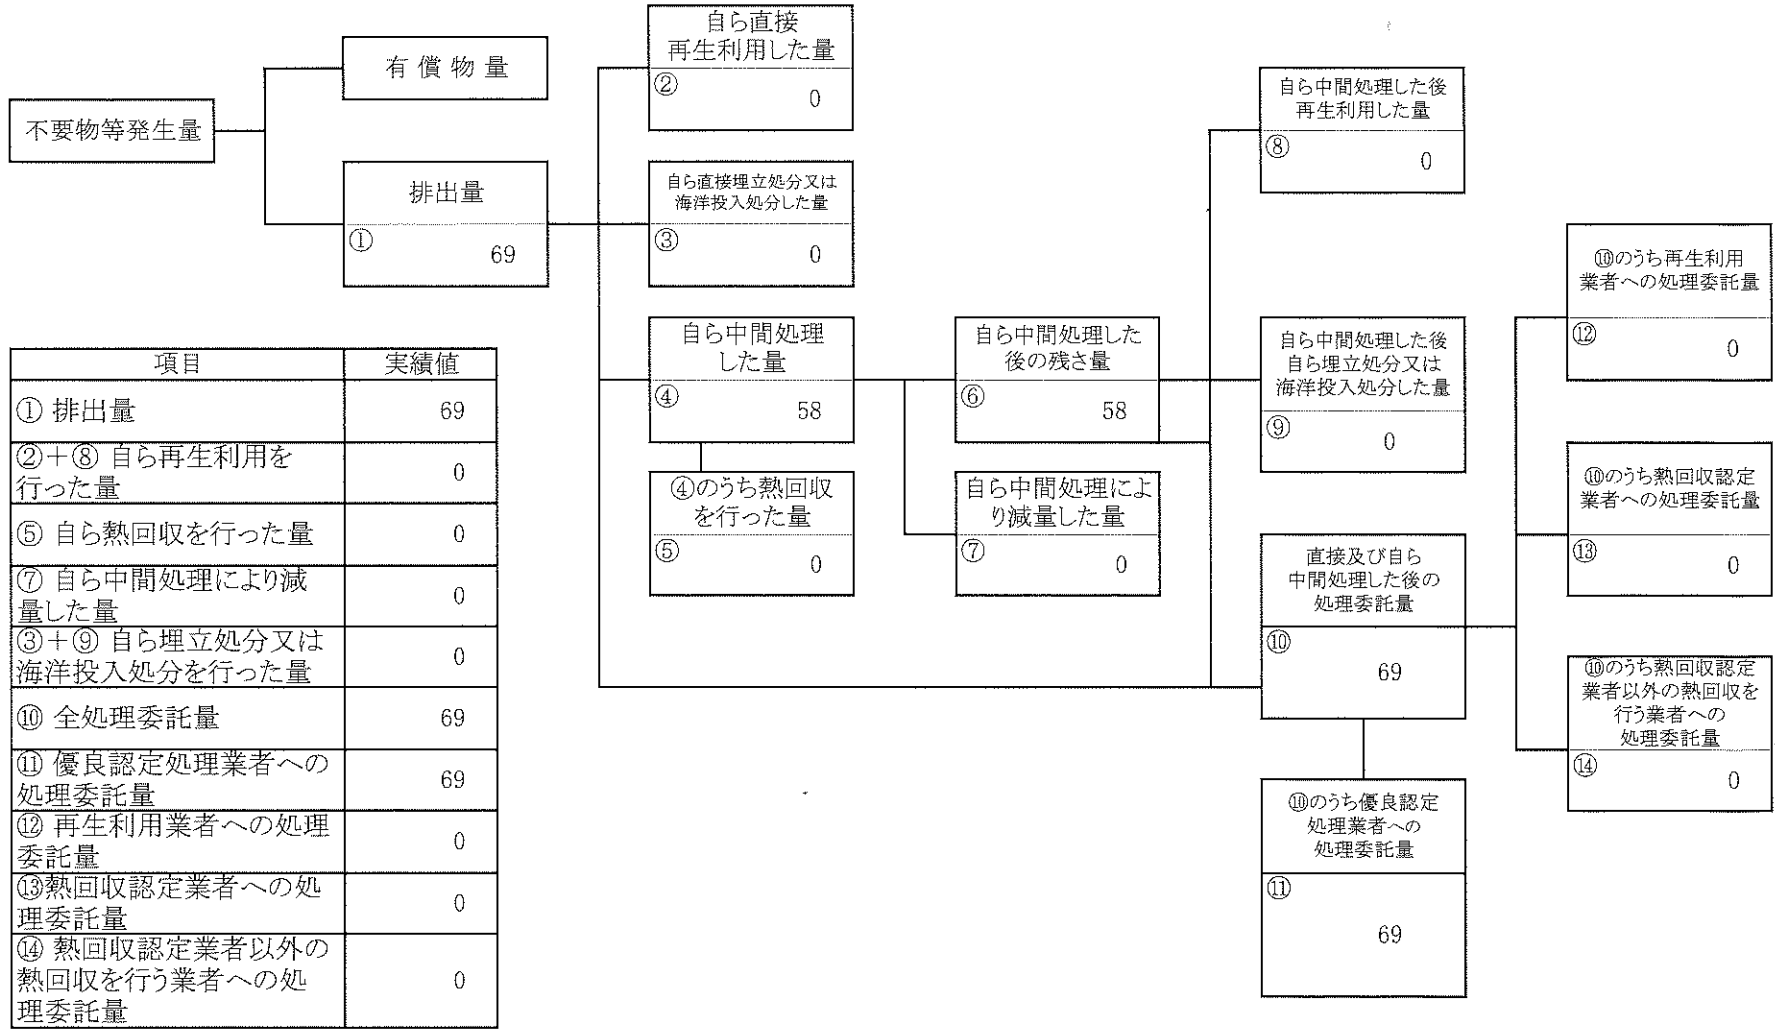 自ら直接
再生利用した量
②
0
有償物量
不要物等発生量
排出量
①
69
自ら直接埋立処分又は
海洋投入処分した量
③
0
自ら中間処理した後
再生利用した量
⑧
0
自ら中間処理
した量
④
58
自ら中間処理した
後の残さ量
⑥
58
自ら中間処理した後
自ら埋立処分又は
海洋投入処分した量
⑨
0
④のうち熱回収
を行った量
⑤
0
自ら中間処理によ
り減量した量
⑦
0
直接及び自ら
中間処理した後の
処理委託量
⑩
69
⑩のうち優良認定
処理業者への
処理委託量
⑪
69
⑩のうち再生利用
業者への処理委託量
⑫
0
⑩のうち熱回収認定
業者への処理委託量
⑬
0
⑩のうち熱回収認定
業者以外の熱回収を
行う業者への
処理委託量
⑭
0
項目 実績値
① 排出量 69
②＋⑧ 自ら再生利用を
行った量 0
⑤ 自ら熱回収を行った量 0
⑦ 自ら中間処理により減
量した量 0
③＋⑨ 自ら埋立処分又は
海洋投入処分を行った量 0
⑩ 全処理委託量 69
⑪ 優良認定処理業者への
処理委託量 69
⑫ 再生利用業者への処理
委託量 0
⑬熱回収認定業者への処
理委託量 0
⑭ 熱回収認定業者以外の
熱回収を行う業者への処
理委託量 0